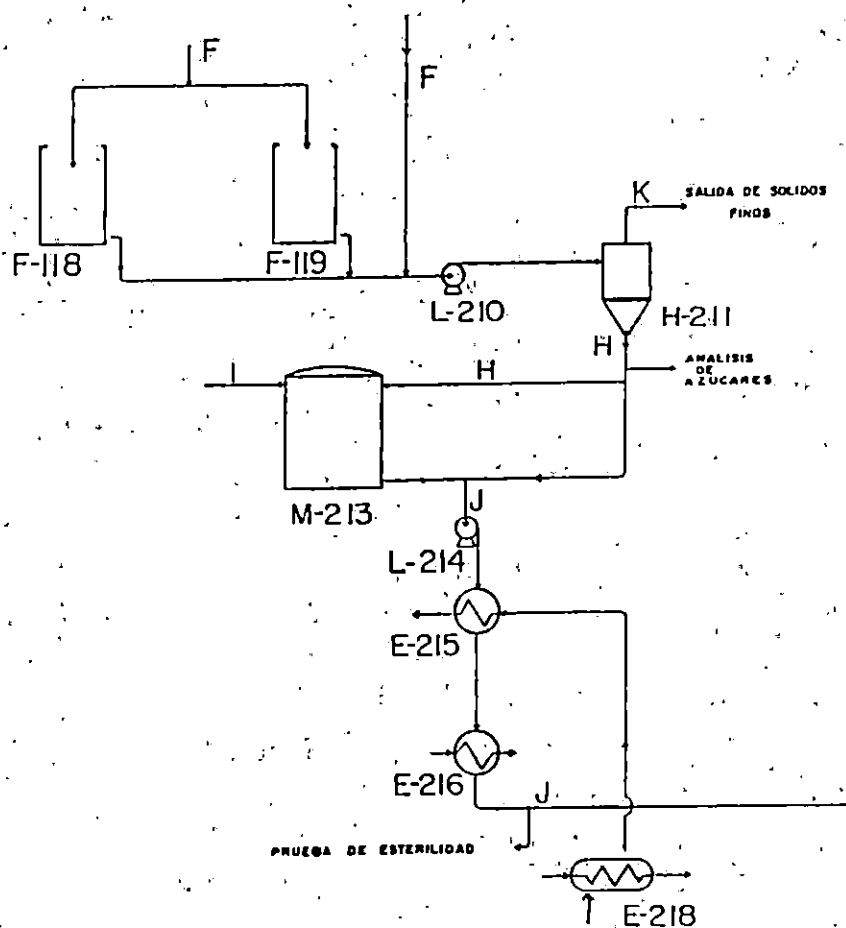 F
F
K
SALIDA DE SOLIDOS
FINOS
F-118
F-119
L-210
H-211
H
ANALISIS
DE
AZUCARES
I
H
M-213
J
L-214
E-215
E-216
J
PRUEBA DE ESTERILIDAD
E-218